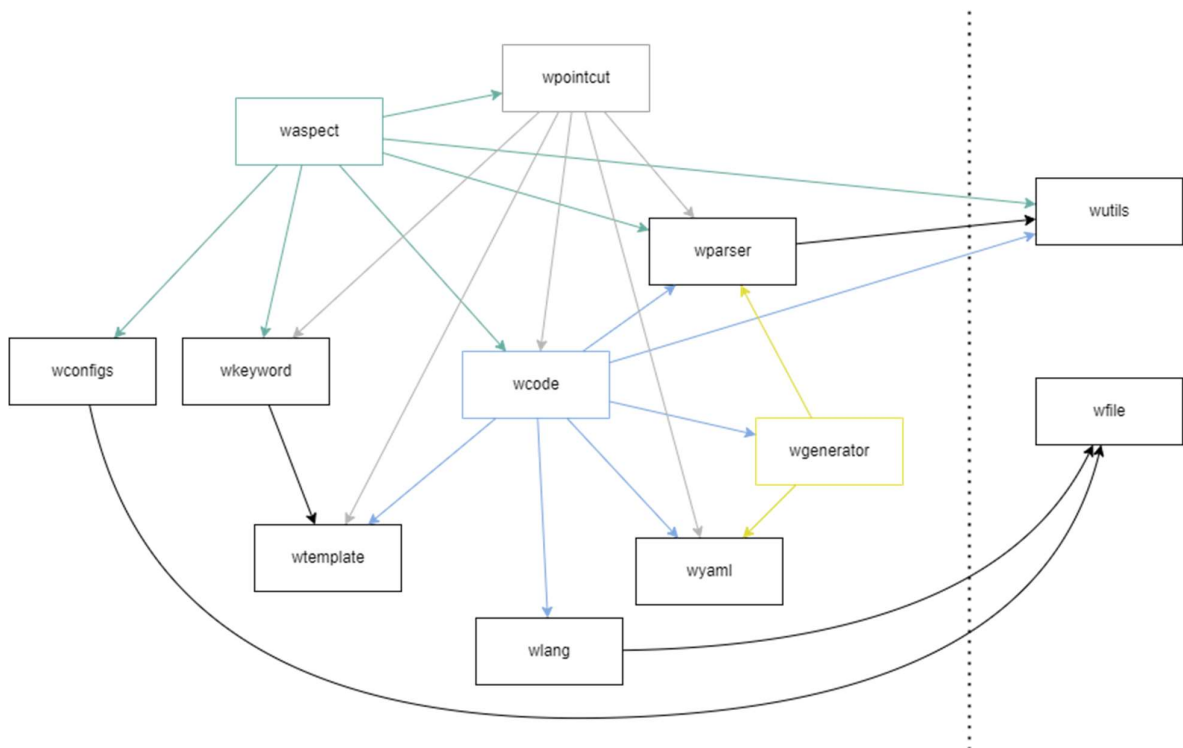 wpointcut
waspect
wutils
wparser
wconfigs
wkeyword
wcode
wfile
wgenerator
wtemplate
wyaml
wlang